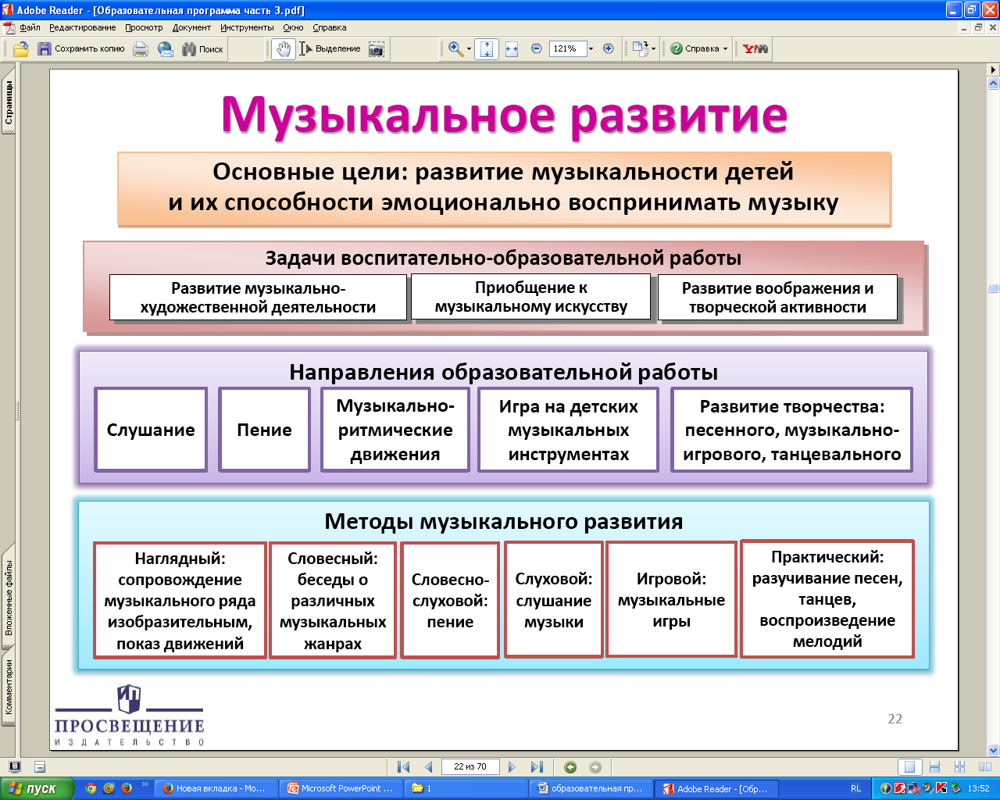 Adobe Reader - [Образовательная программа часть 3.pdf]
Файл Редактирование Просмотр Документ Инструменты Окно Справка
Сохранить копию Поиск Выделение 121% Справка Y!
Страницы
Вложенные файлы
Комментарии
Музыкальное развитие
Основные цели: развитие музыкальности детей
и их способности эмоционально воспринимать музыку
Задачи воспитательно-образовательной работы
Развитие музыкально-
художественной деятельности
Приобщение к
музыкальному искусству
Развитие воображения и
творческой активности
Направления образовательной работы
Слушание
Пение
Музыкально-
ритмические
движения
Игра на детских
музыкальных
инструментах
Развитие творчества:
песенного, музыкально-
игрового, танцевального
Методы музыкального развития
Наглядный:
сопровождение
музыкального ряда
изобразительным,
показ движений
Словесный:
беседы о
различных
музыкальных
жанрах
Словесно-
слуховой:
пение
Слуховой:
слушание
музыки
Игровой:
музыкальные
игры
Практический:
разучивание песен,
танцев,
воспроизведение
мелодий
ИП
ПРОСВЕЩЕНИЕ
ИЗДАТЕЛЬСТВО
22
22 из 70
пуск
Новая вкладка - Mo...
Microsoft PowerPoint ...
1
образовательная пр...
Adobe Reader - [Обр...
RL
13:52